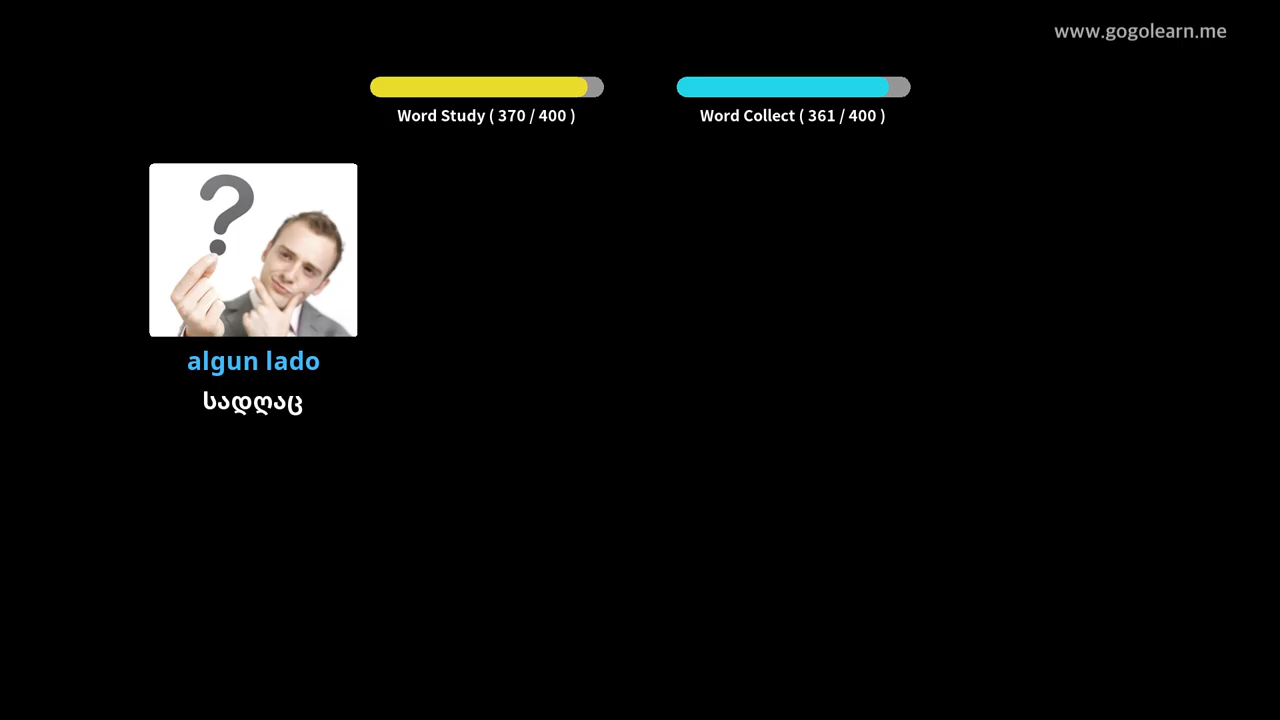 www.gogolearn.me
Word Study ( 370 / 400 )
Word Collect ( 361 / 400 )
algun lado
სადღაც